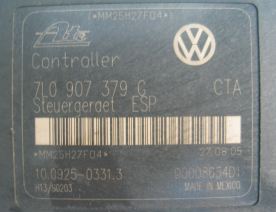 (*MM25H27F04*)
Ate
Controller
7L0 907 379 G CTA
Steuergeraet ESP
*MM25H27F04* 27.08.05
10.0925-0331.3 00008634D1
H13/S0203 MADE IN MEXICO